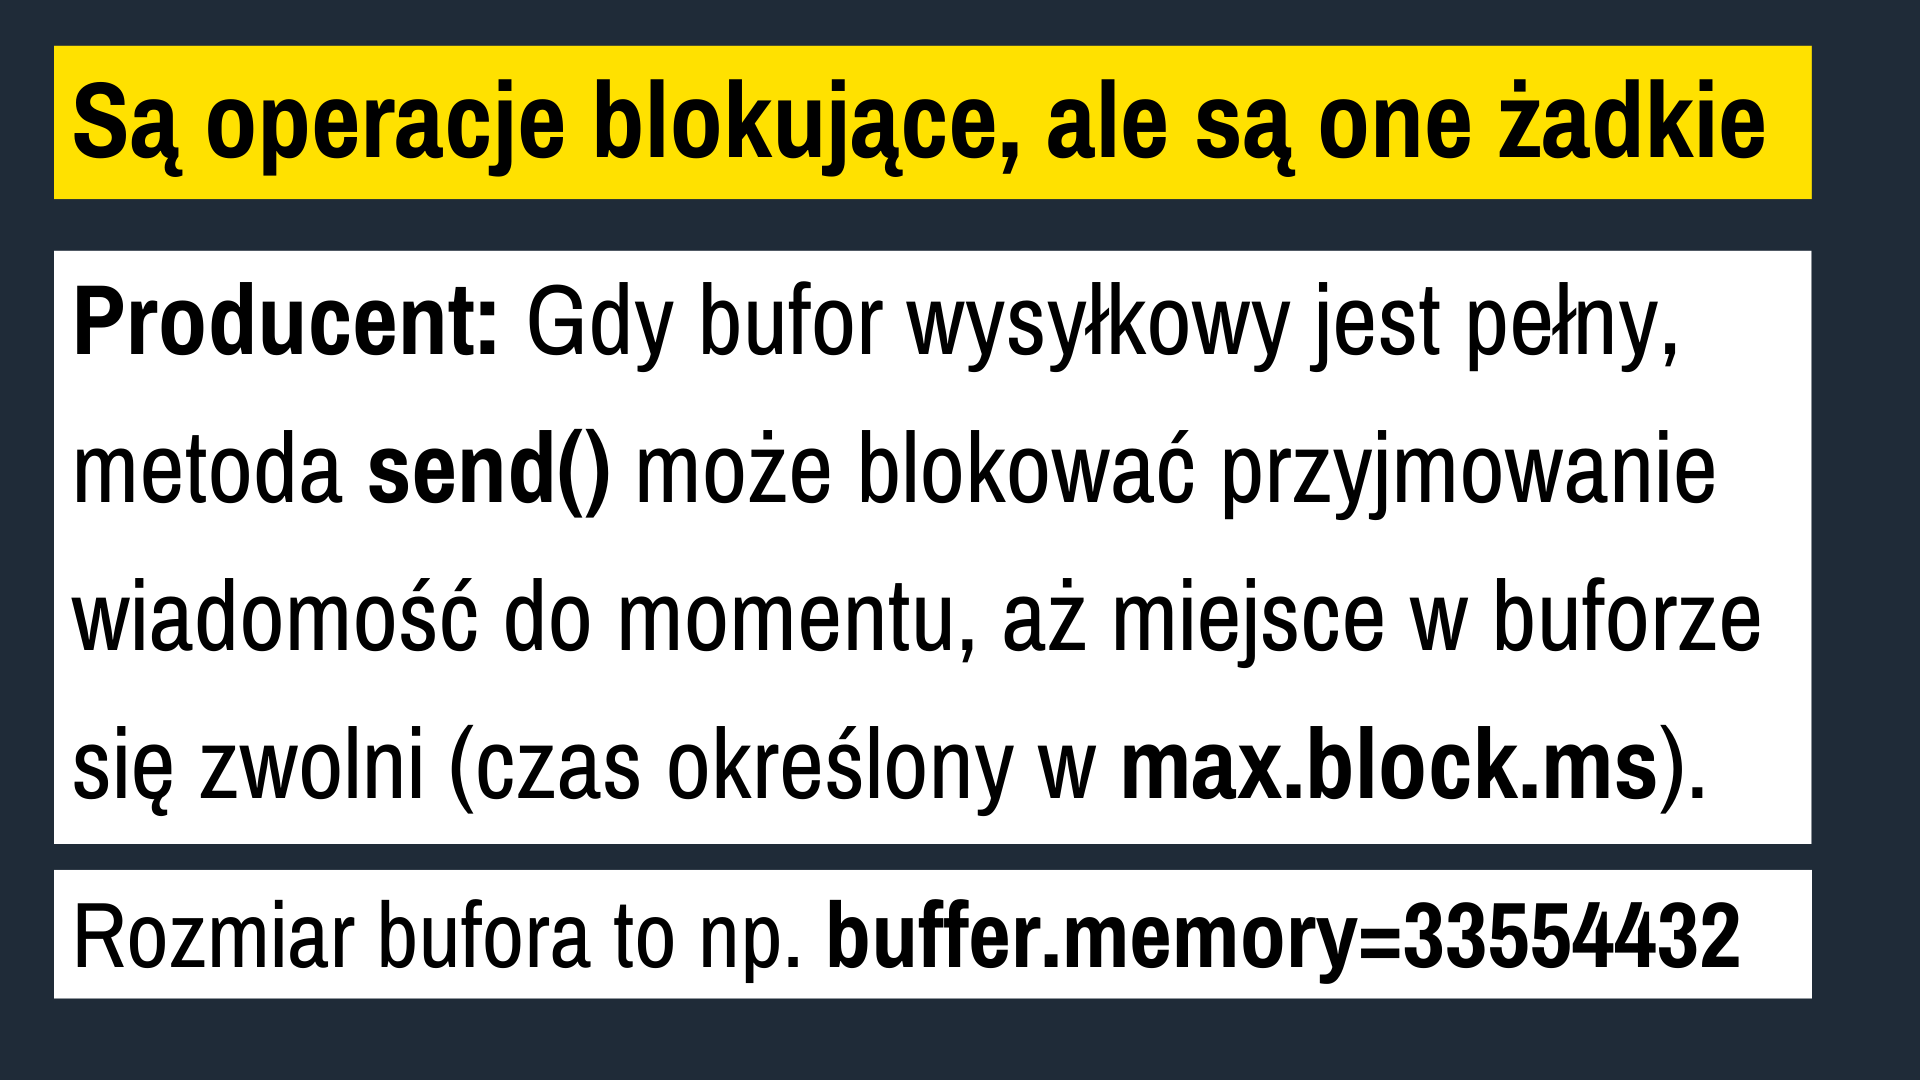 Są operacje blokujące, ale są one żadkie
Producent: Gdy bufor wysyłkowy jest pełny,
metoda send() może blokować przyjmowanie
wiadomość do momentu, aż miejsce w buforze
się zwolni (czas określony w max.block.ms).
Rozmiar bufora to np. buffer.memory=33554432